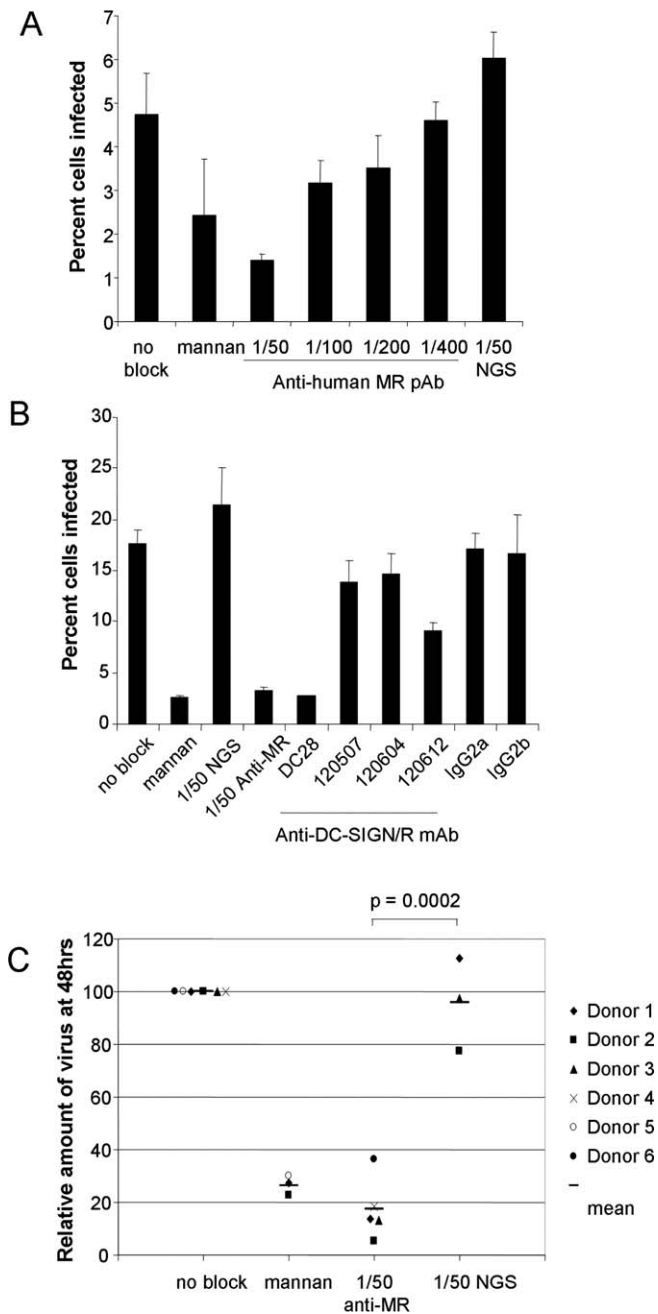 A
Percent cells infected
7
6
5
4
3
2
1
0
no block
mannan
1/50
1/100
1/200
1/400
1/50 NGS
Anti-human MR pAb
B
Percent cells infected
30
25
20
15
10
5
0
no block
mannan
1/50 NGS
1/50 Anti-MR
DC28
120507
120604
120612
IgG2a
IgG2b
Anti-DC-SIGN/R mAb
C
p = 0.0002
Relative amount of virus at 48hrs
120
100
80
60
40
20
0
no block
mannan
1/50 anti-MR
1/50 NGS
Donor 1
Donor 2
Donor 3
Donor 4
Donor 5
Donor 6
mean